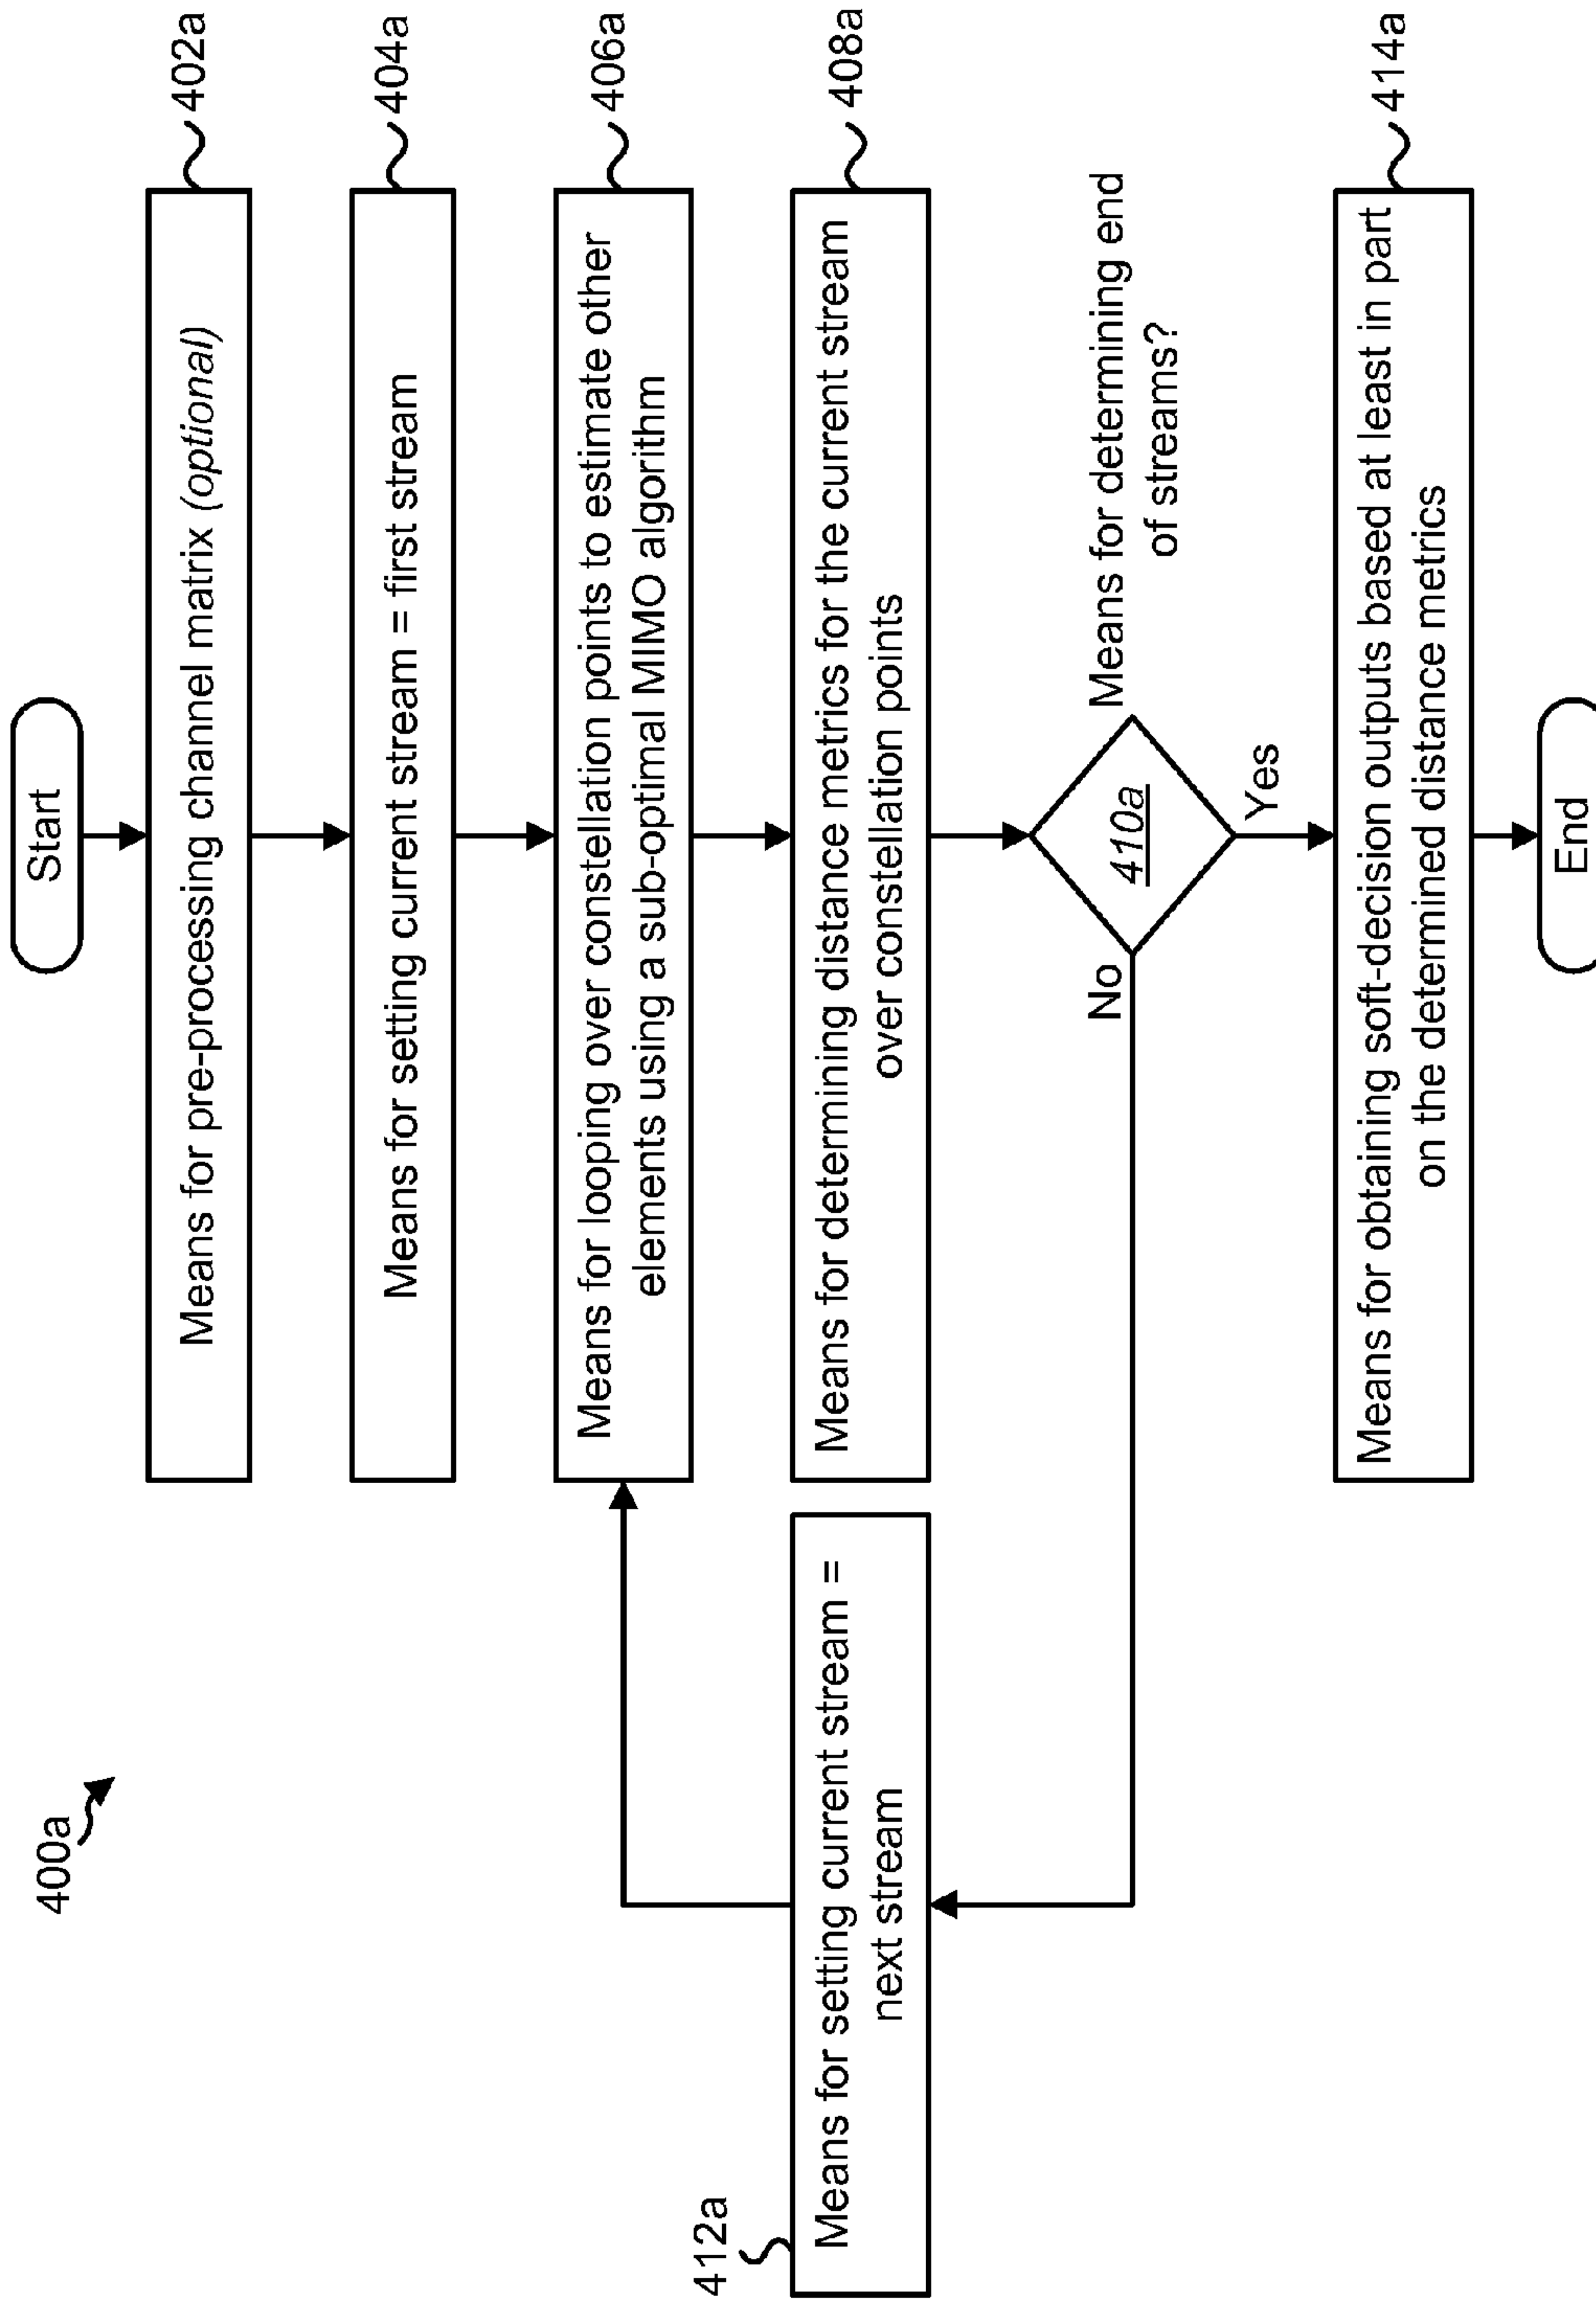 400a
Start
Means for pre-processing channel matrix (optional)
402a
Means for setting current stream = first stream
404a
Means for looping over constellation points to estimate other
elements using a sub-optimal MIMO algorithm
406a
412a
Means for setting current stream =
next stream
Means for determining distance metrics for the current stream
over constellation points
408a
No
410a
Means for determining end
of streams?
Yes
Means for obtaining soft-decision outputs based at least in part
on the determined distance metrics
414a
End